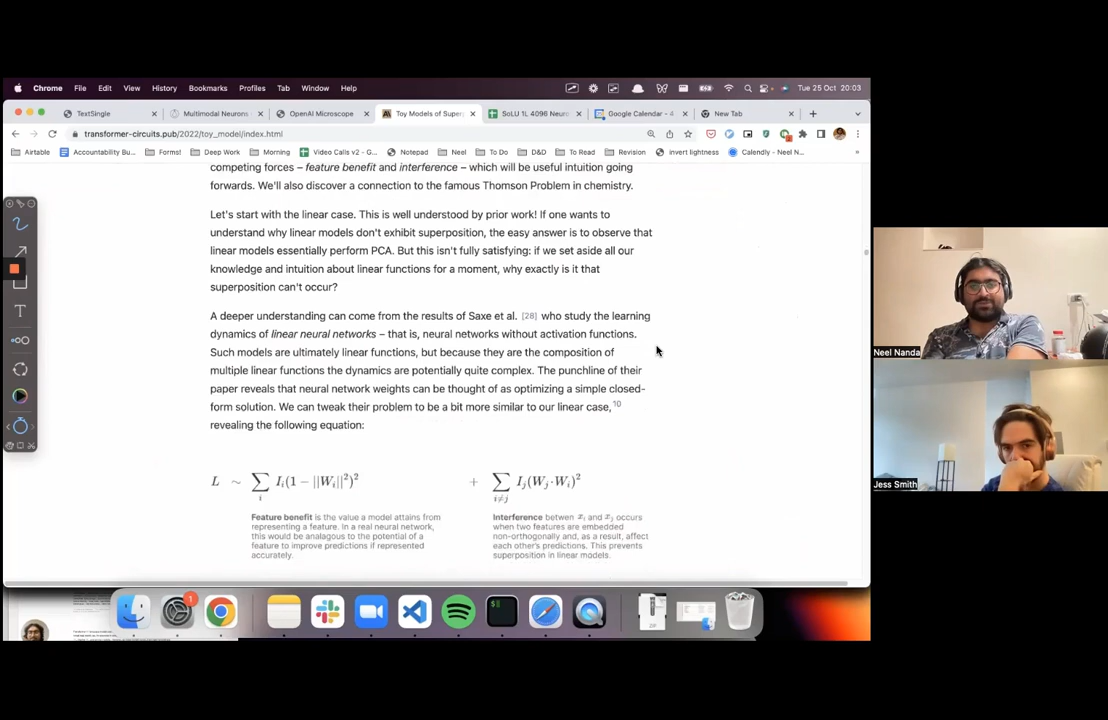 Chrome File Edit View History Bookmarks Profiles Tab Window Help Tue 25 Oct 20:03
TextSingle Multimodal Neurons OpenAI Microscope Toy Models of Super SoLU 1L 4096 Neuro Google Calendar - 4 New Tab
transformer-circuits.pub/2022/toy_model/index.html
Airtable Accountability Bu... Deep Work Forms! Morning Video Calls v2 - G... Notepad Neel To Do D&D To Read Revision invert lightness Calendly - Neel N... »
competing forces – feature benefit and interference – which will be useful intuition going
forwards. We'll also discover a connection to the famous Thomson Problem in chemistry.
Let's start with the linear case. This is well understood by prior work! If one wants to
understand why linear models don't exhibit superposition, the easy answer is to observe that
linear models essentially perform PCA. But this isn't fully satisfying: if we set aside all our
knowledge and intuition about linear functions for a moment, why exactly is it that
superposition can't occur?
A deeper understanding can come from the results of Saxe et al. [28] who study the learning
dynamics of linear neural networks – that is, neural networks without activation functions.
Such models are ultimately linear functions, but because they are the composition of
multiple linear functions the dynamics are potentially quite complex. The punchline of their
paper reveals that neural network weights can be thought of as optimizing a simple closed-
form solution. We can tweak their problem to be a bit more similar to our linear case, 10
revealing the following equation:
L ∼ ∑i Ii(1 − ||Wi||²)² + ∑i≠j Ij(Wj·Wi)²
Feature benefit is the value a model attains from
representing a feature. In a real neural network,
this would be analagous to the potential of a
feature to improve predictions if represented
accurately.
Interference betwen xi and xj occurs
when two features are embedded
non-orthogonally and, as a result, affect
each other's predictions. This prevents
superposition in linear models.
T
1
ZIP
Neel Nanda
Jess Smith